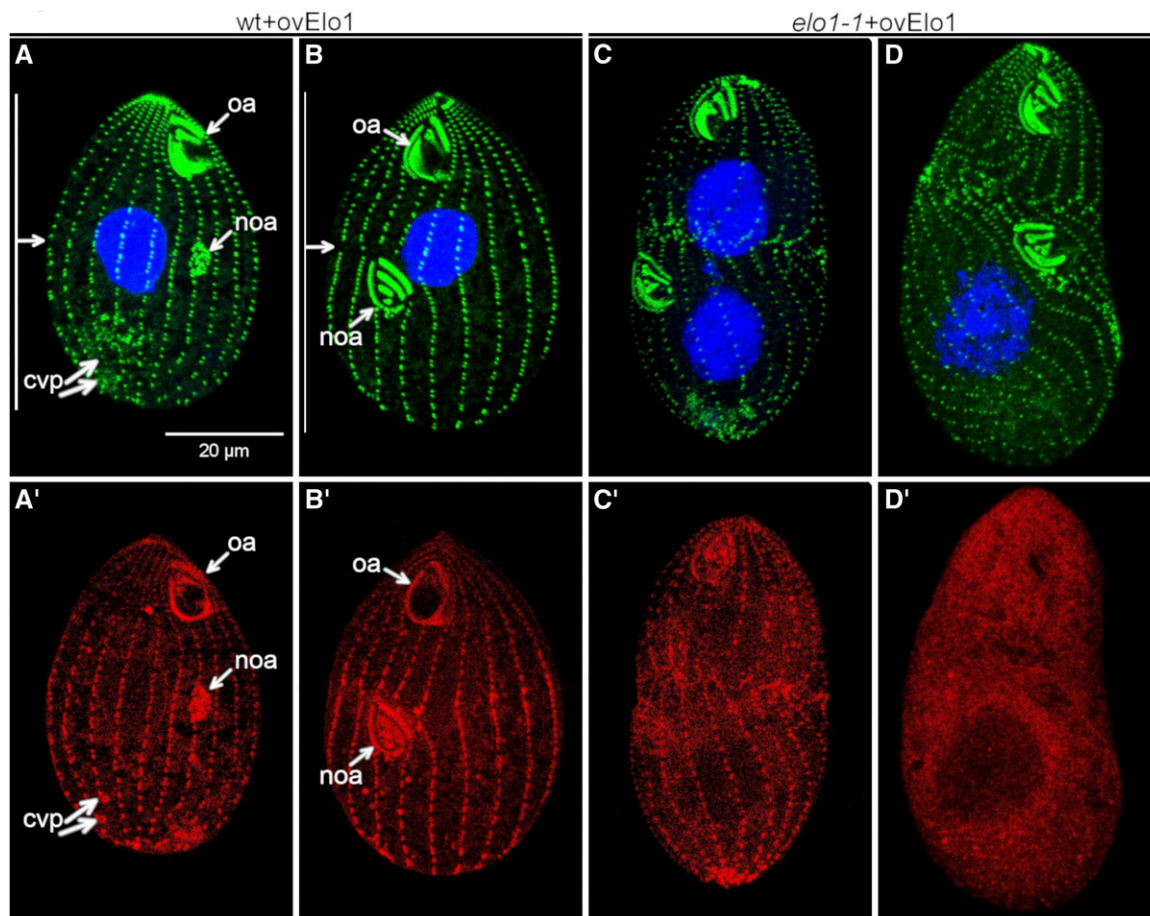 wt+ovElo1
elo1-1+ovElo1
A
B
C
D
oa
noa
cvp
20 µm
oa
noa
A'
B'
C'
D'
oa
noa
cvp
oa
noa